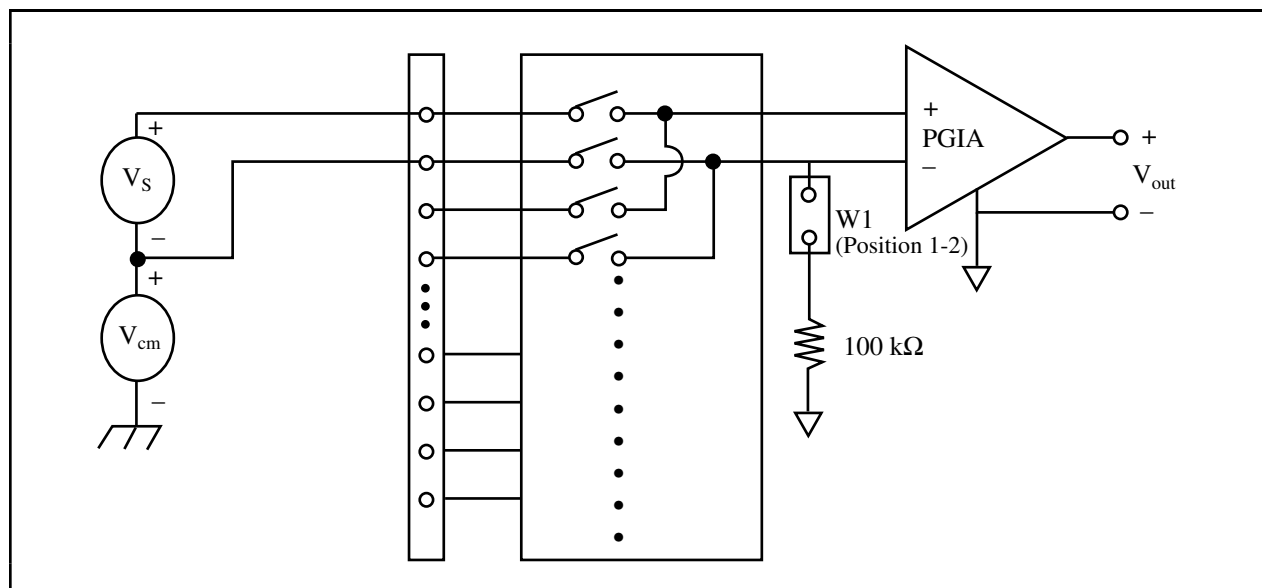 +
V_S
−
+
V_cm
−
+
PGIA
−
+
V_out
−
W1
(Position 1-2)
100 kΩ